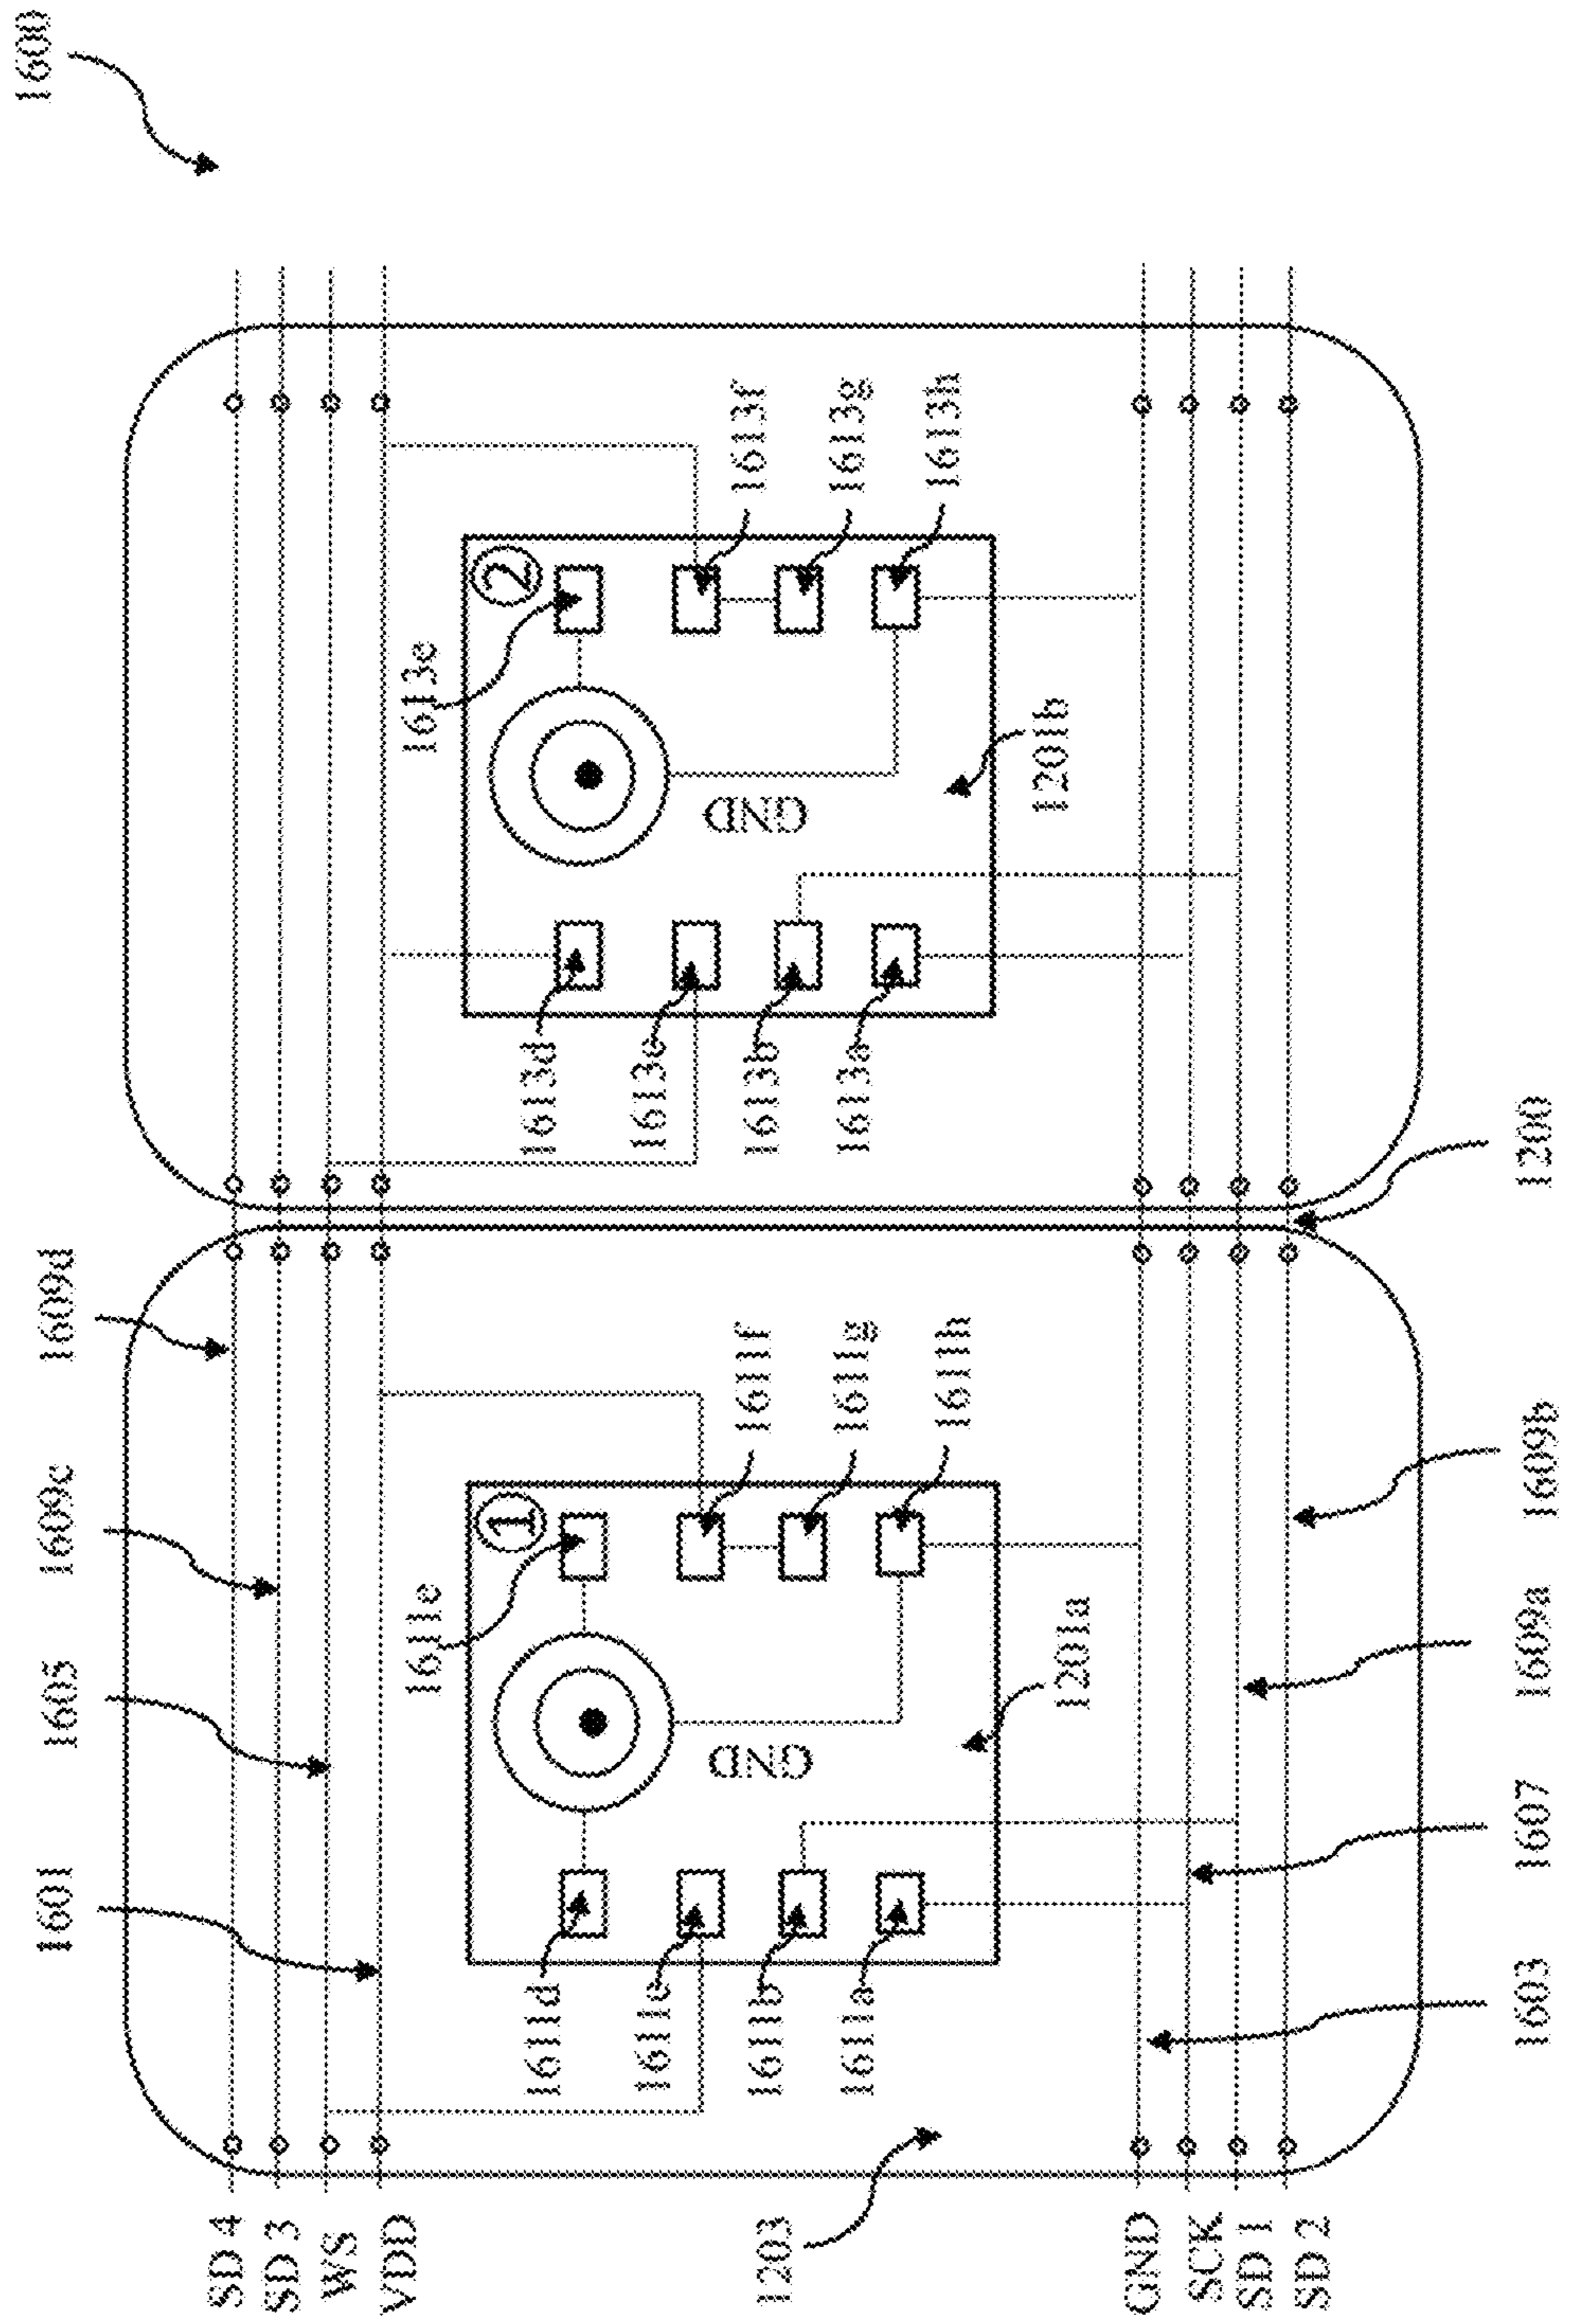 1600
1609d
1609c
1605
1601
SD 4
SD 3
WS
VDD
GND
SCK
SD 1
SD 2
1203
1611d
1611c
1611b
1611a
1611e
1
1611f
1611g
1611h
GND
1201a
1613d
1613c
1613b
1613a
1613e
2
1613f
1613g
1613h
GND
1201b
1603
1607
1609a
1609b
1200